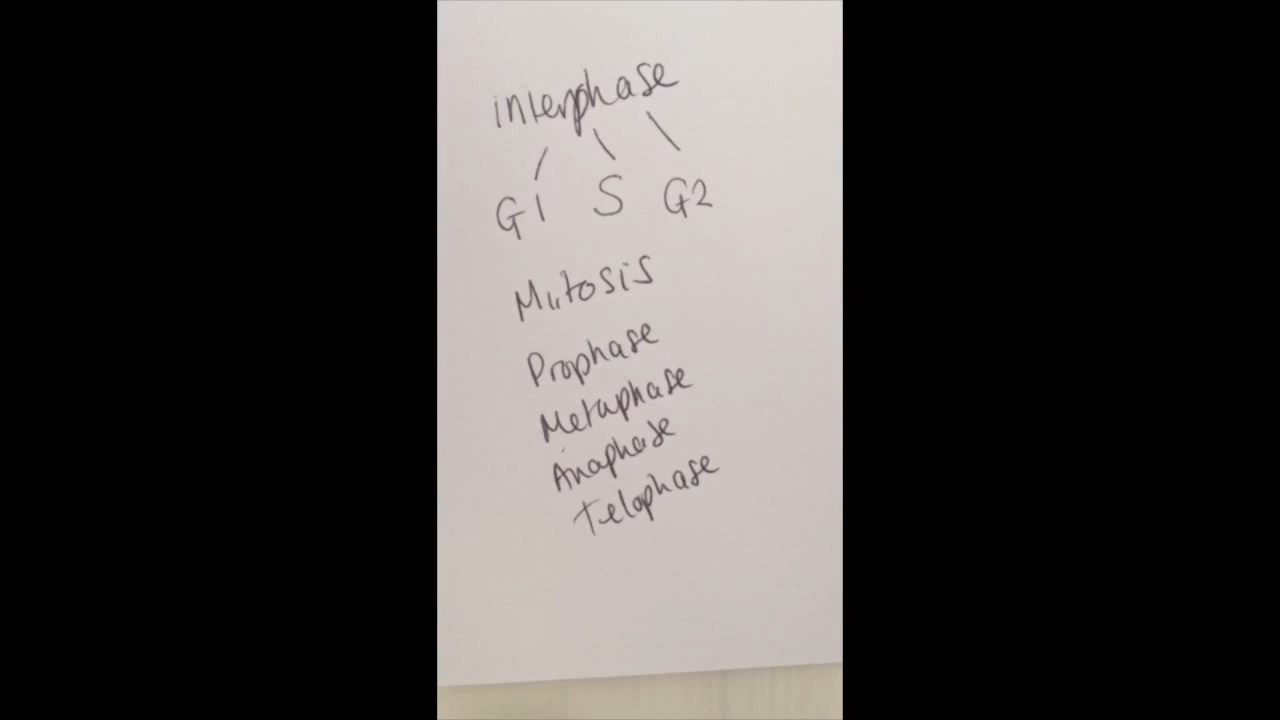 interphase
G1 S G2
Mitosis
Prophase
Metaphase
Anaphase
Telophase